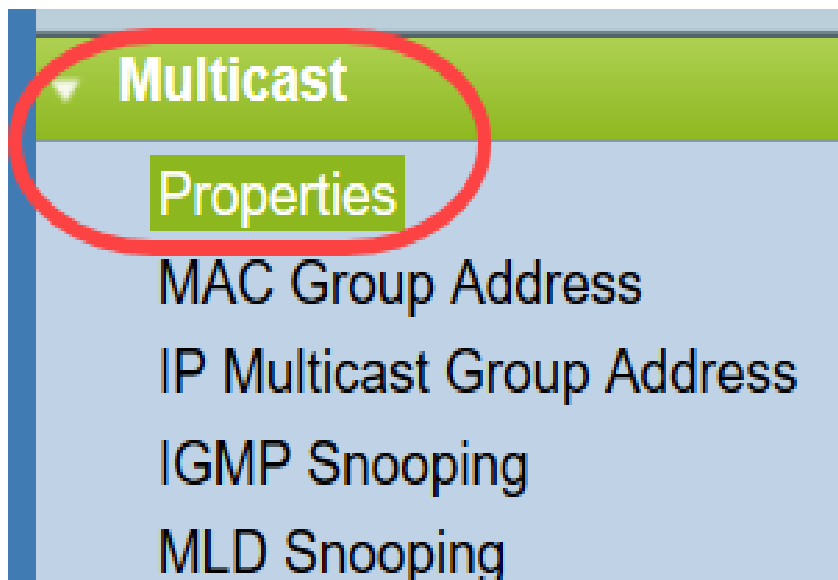 Multicast
Properties
MAC Group Address
IP Multicast Group Address
IGMP Snooping
MLD Snooping